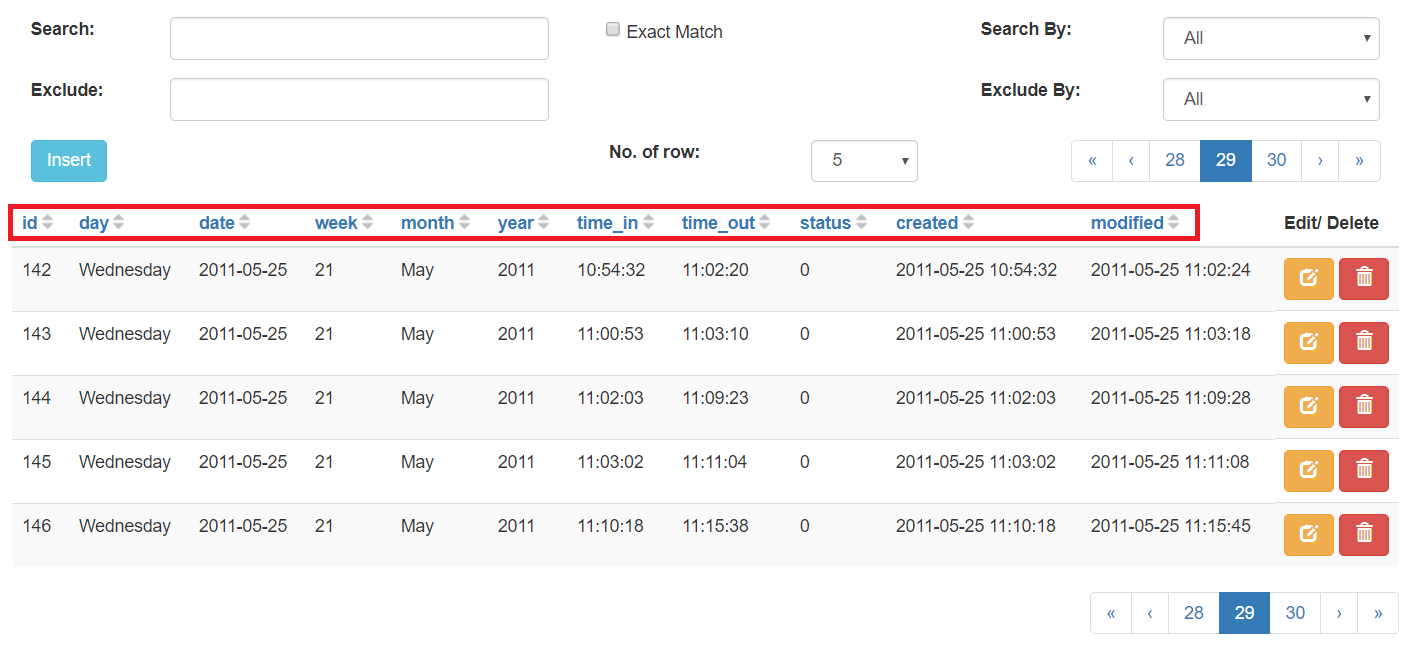 Search: Exact Match Search By: All
Exclude: Exclude By: All
Insert No. of row: 5 « ‹ 28 29 30 › »
id day date week month year time_in time_out status created modified Edit/ Delete
142 Wednesday 2011-05-25 21 May 2011 10:54:32 11:02:20 0 2011-05-25 10:54:32 2011-05-25 11:02:24
143 Wednesday 2011-05-25 21 May 2011 11:00:53 11:03:10 0 2011-05-25 11:00:53 2011-05-25 11:03:18
144 Wednesday 2011-05-25 21 May 2011 11:02:03 11:09:23 0 2011-05-25 11:02:03 2011-05-25 11:09:28
145 Wednesday 2011-05-25 21 May 2011 11:03:02 11:11:04 0 2011-05-25 11:03:02 2011-05-25 11:11:08
146 Wednesday 2011-05-25 21 May 2011 11:10:18 11:15:38 0 2011-05-25 11:10:18 2011-05-25 11:15:45
« ‹ 28 29 30 › »